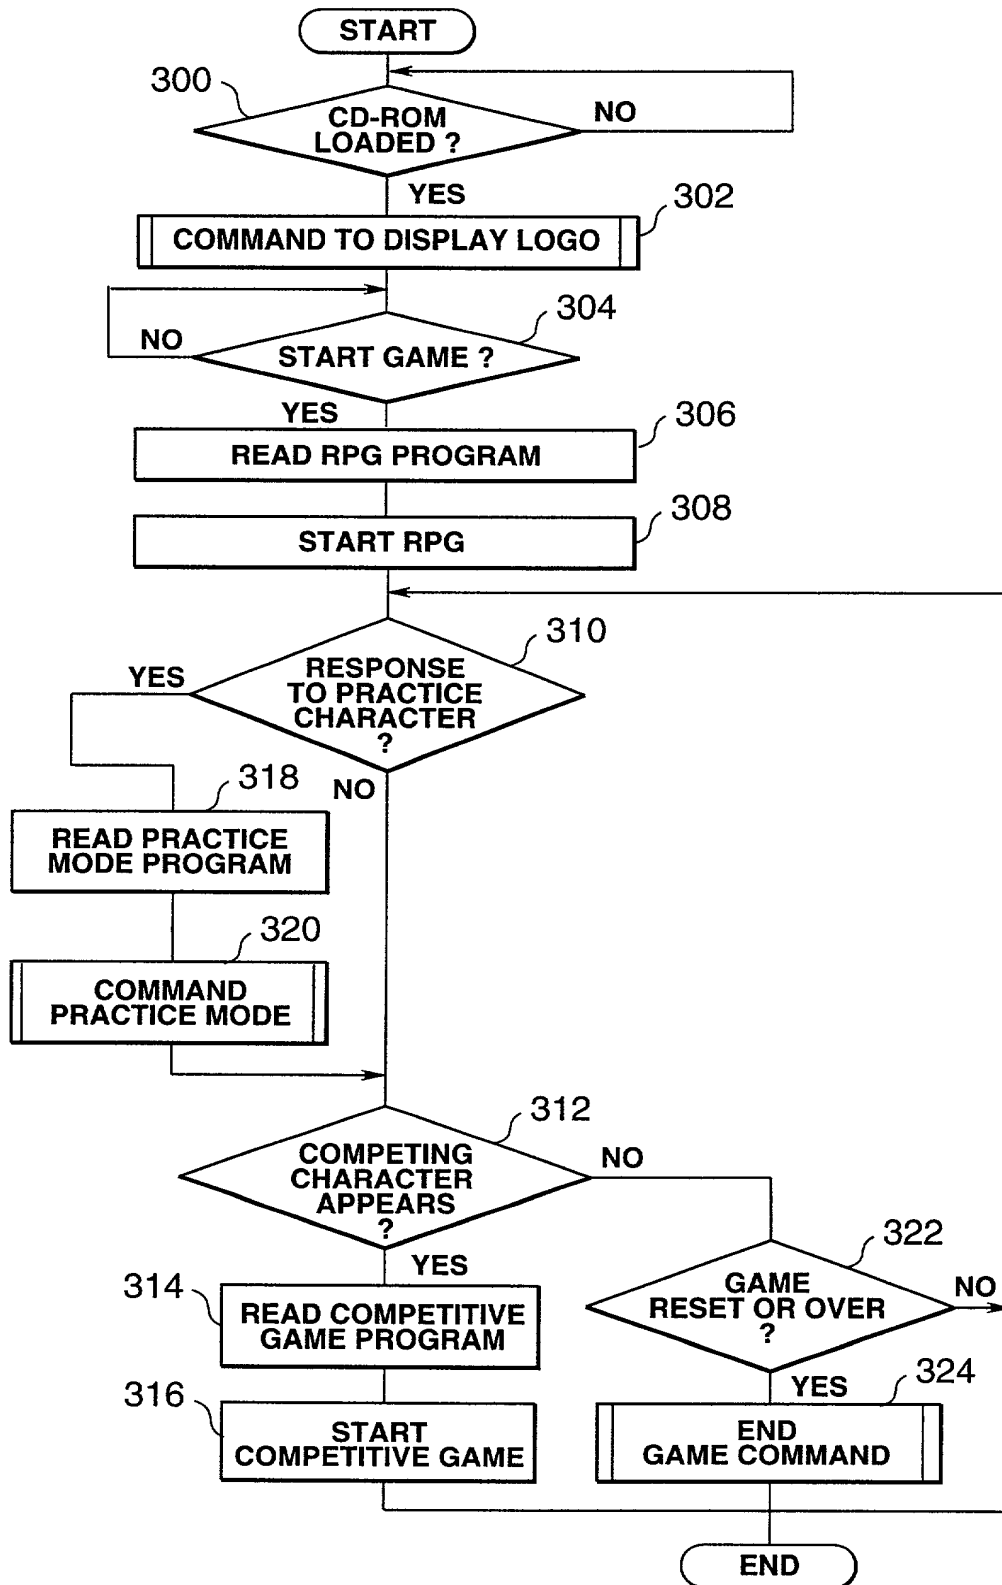 START
300
CD-ROM
LOADED ?
NO
YES
302
COMMAND TO DISPLAY LOGO
304
NO
START GAME ?
YES
306
READ RPG PROGRAM
308
START RPG
310
YES
RESPONSE
TO PRACTICE
CHARACTER
?
NO
318
READ PRACTICE
MODE PROGRAM
320
COMMAND
PRACTICE MODE
312
COMPETING
CHARACTER
APPEARS
?
NO
YES
322
GAME
RESET OR OVER
?
NO
314
READ COMPETITIVE
GAME PROGRAM
YES
316
START
COMPETITIVE GAME
324
END
GAME COMMAND
END